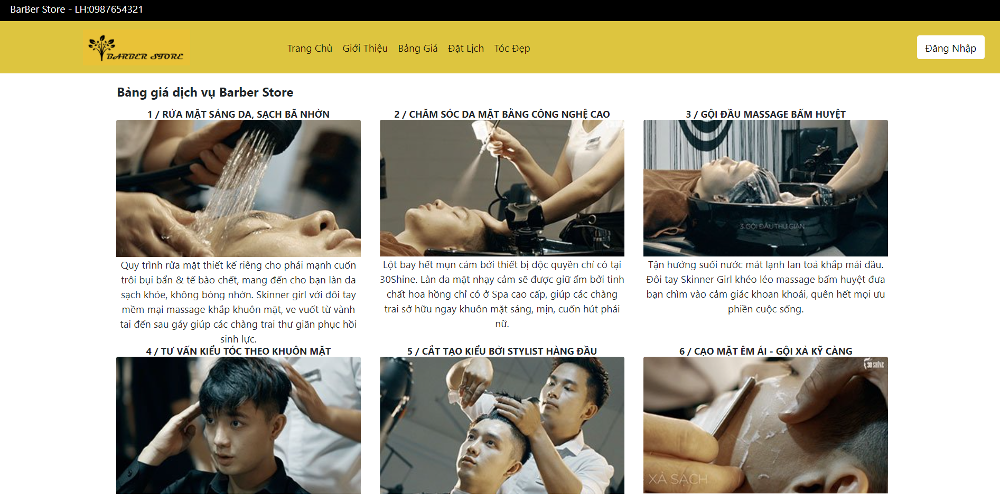 BarBer Store - LH:0987654321
BARBER STORE
Trang Chủ Giới Thiệu Bảng Giá Đặt Lịch Tóc Đẹp
Đăng Nhập
Bảng giá dịch vụ Barber Store
1 / RỬA MẶT SÁNG DA, SẠCH BÃ NHỜN
Quy trình rửa mặt thiết kế riêng cho phái mạnh cuốn
trôi bụi bẩn & tế bào chết, mang đến cho bạn làn da
sạch khỏe, không bóng nhờn. Skinner girl với đôi tay
mềm mại massage khắp khuôn mặt, ve vuốt từ vành
tai đến sau gáy giúp các chàng trai thư giãn phục hồi
sinh lực.
2 / CHĂM SÓC DA MẶT BẰNG CÔNG NGHỆ CAO
Lột bay hết mụn cám bởi thiết bị độc quyền chỉ có tại
30Shine. Làn da mặt nhạy cảm sẽ được giữ ẩm bởi tinh
chất hoa hồng chỉ có ở Spa cao cấp, giúp các chàng
trai sở hữu ngay khuôn mặt sáng, mịn, cuốn hút phái
nữ.
3 / GỘI ĐẦU MASSAGE BẤM HUYỆT
3 GỘI ĐẦU THƯ GIÃN
Tận hưởng suối nước mát lạnh lan toả khắp mái đầu.
Đôi tay Skinner Girl khéo léo massage bấm huyệt đưa
bạn chìm vào cảm giác khoan khoái, quên hết mọi ưu
phiền cuộc sống.
4 / TƯ VẤN KIỂU TÓC THEO KHUÔN MẶT
5 / CẮT TẠO KIỂU BỞI STYLIST HÀNG ĐẦU
6 / CẠO MẶT ÊM ÁI - GỘI XẢ KỸ CÀNG
30 SHINE
XẢ SẠCH